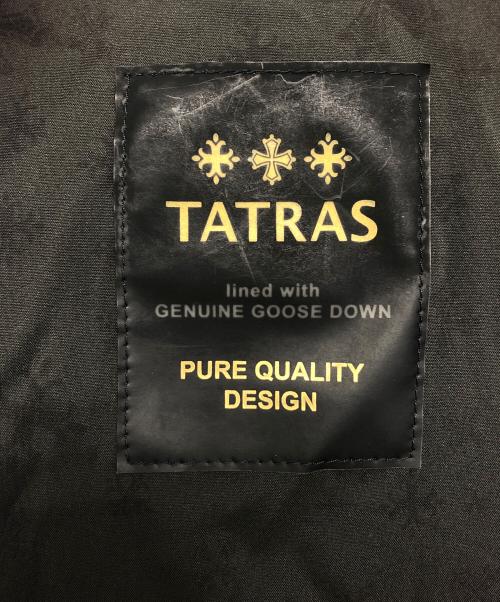 TATRAS
lined with
GENUINE GOOSE DOWN
PURE QUALITY
DESIGN